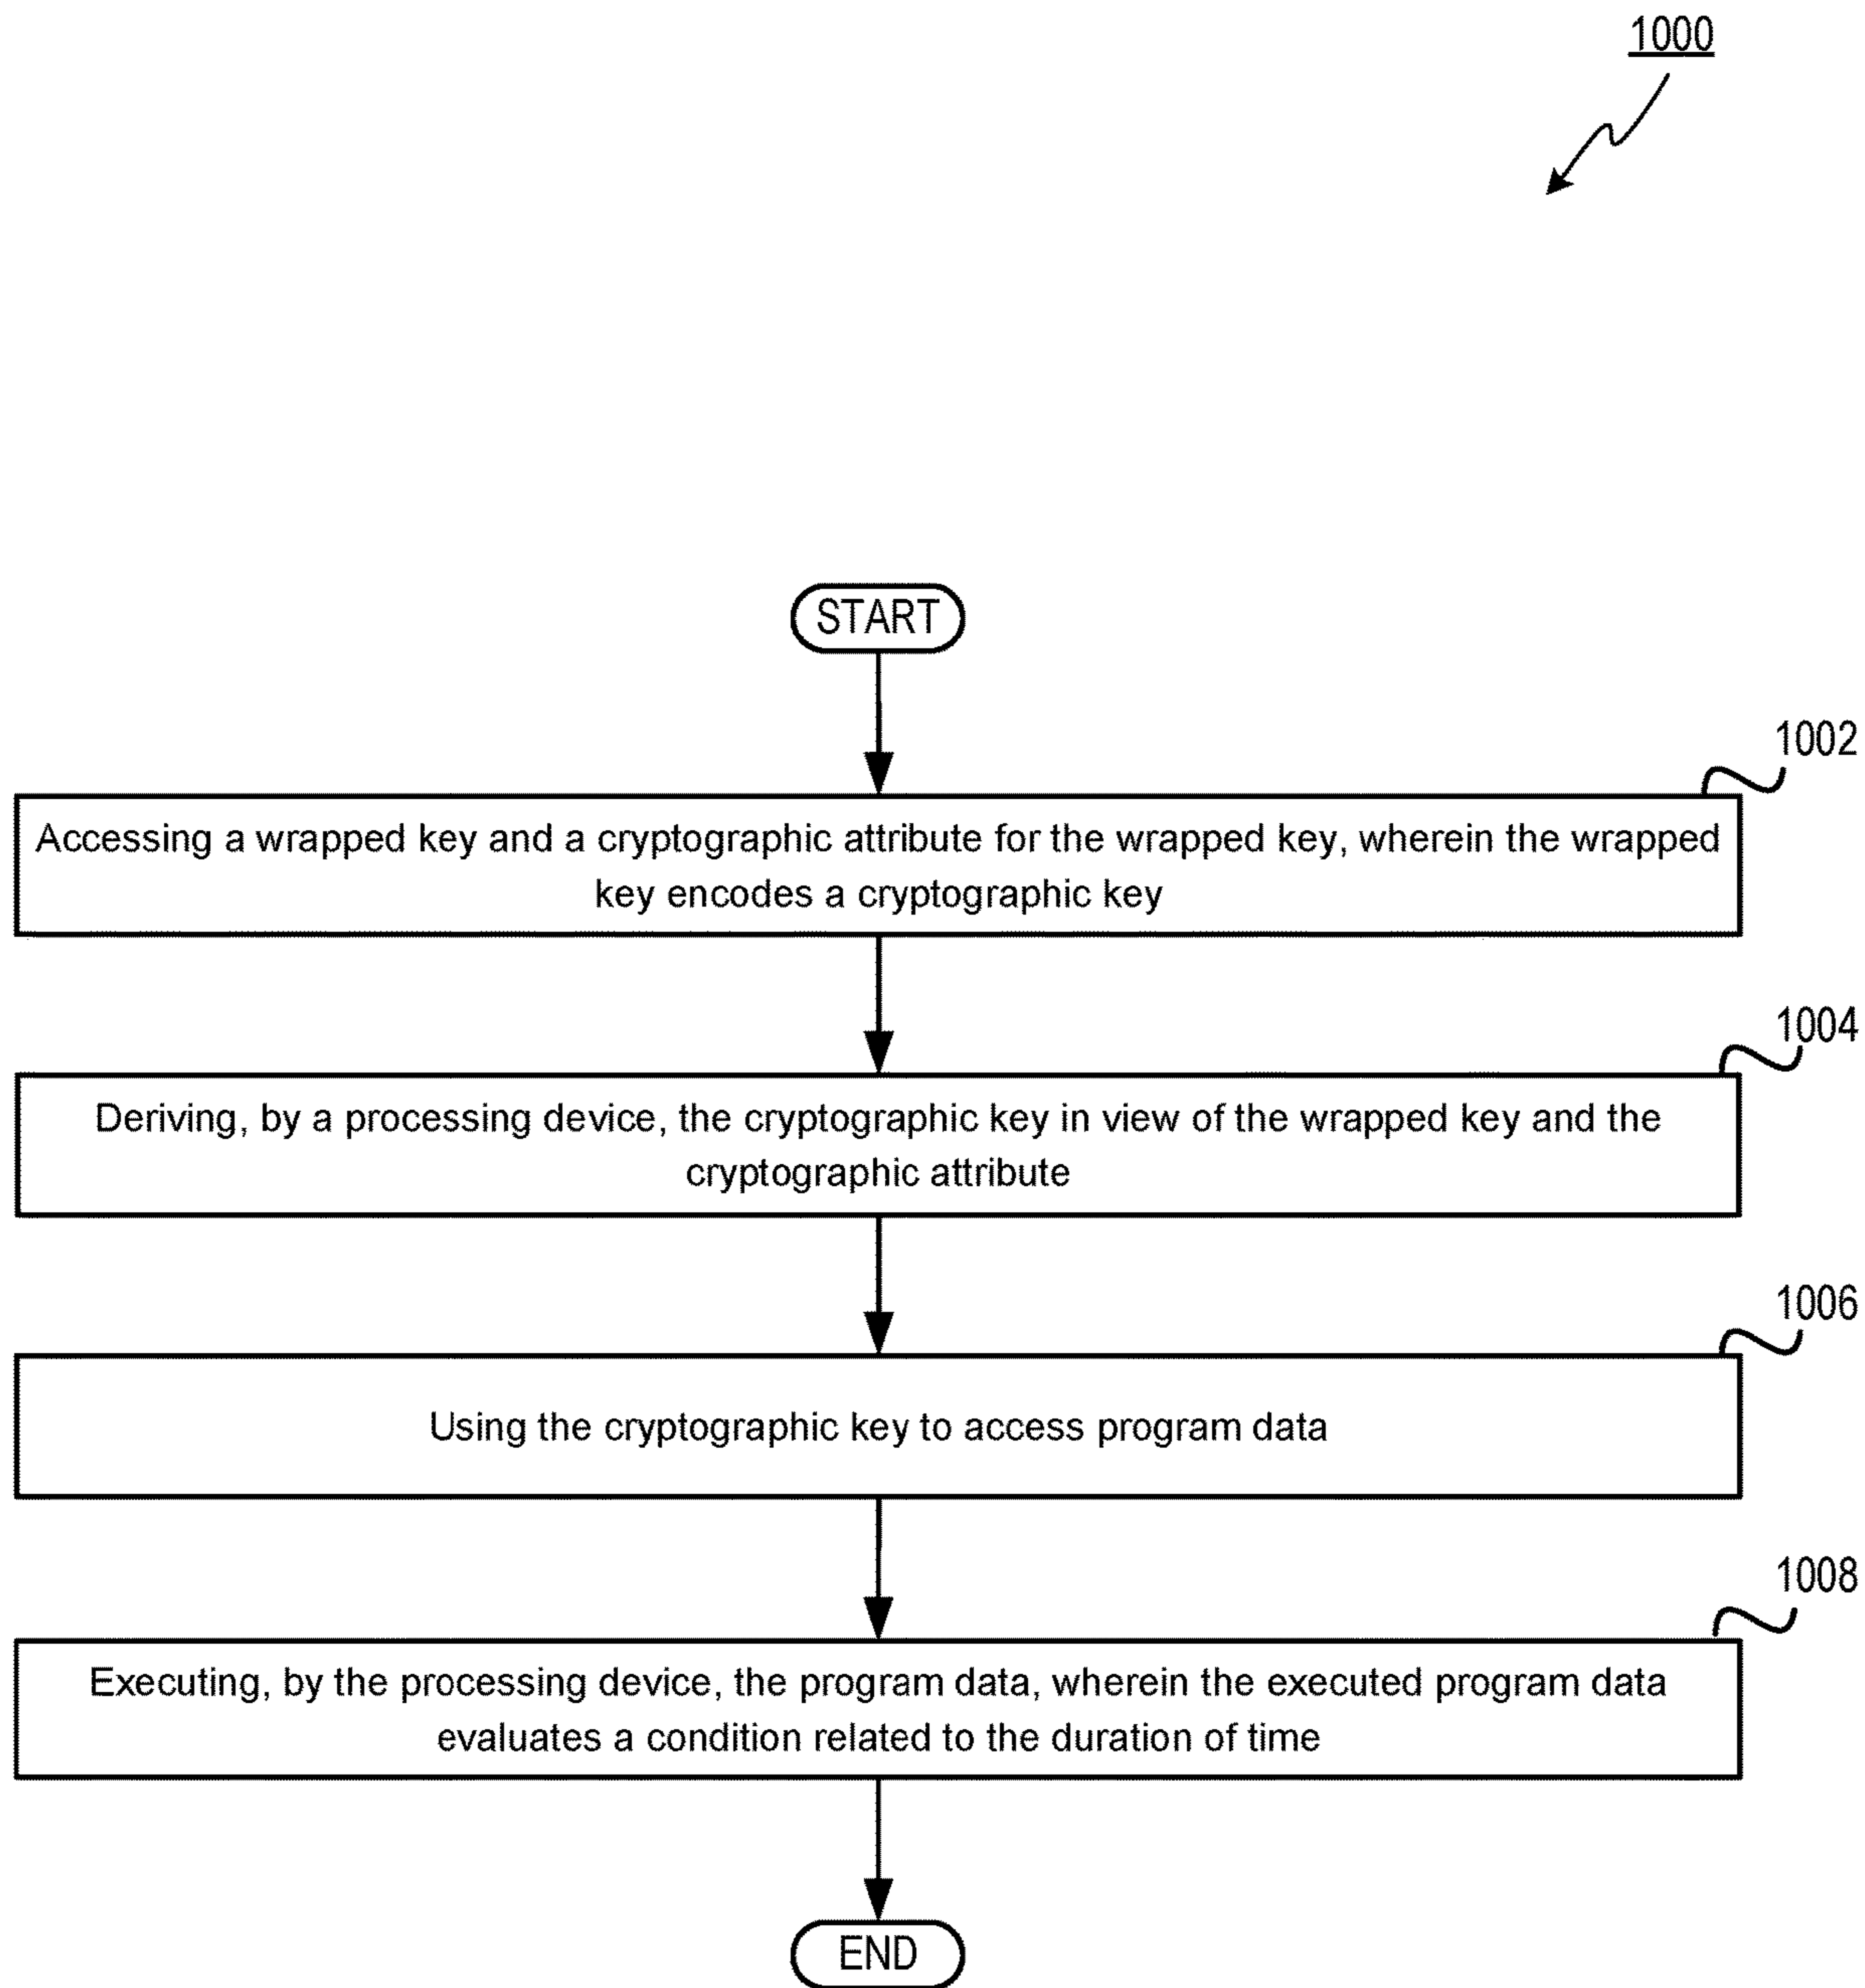 1000
START
1002
Accessing a wrapped key and a cryptographic attribute for the wrapped key, wherein the wrapped
key encodes a cryptographic key
1004
Deriving, by a processing device, the cryptographic key in view of the wrapped key and the
cryptographic attribute
1006
Using the cryptographic key to access program data
1008
Executing, by the processing device, the program data, wherein the executed program data
evaluates a condition related to the duration of time
END